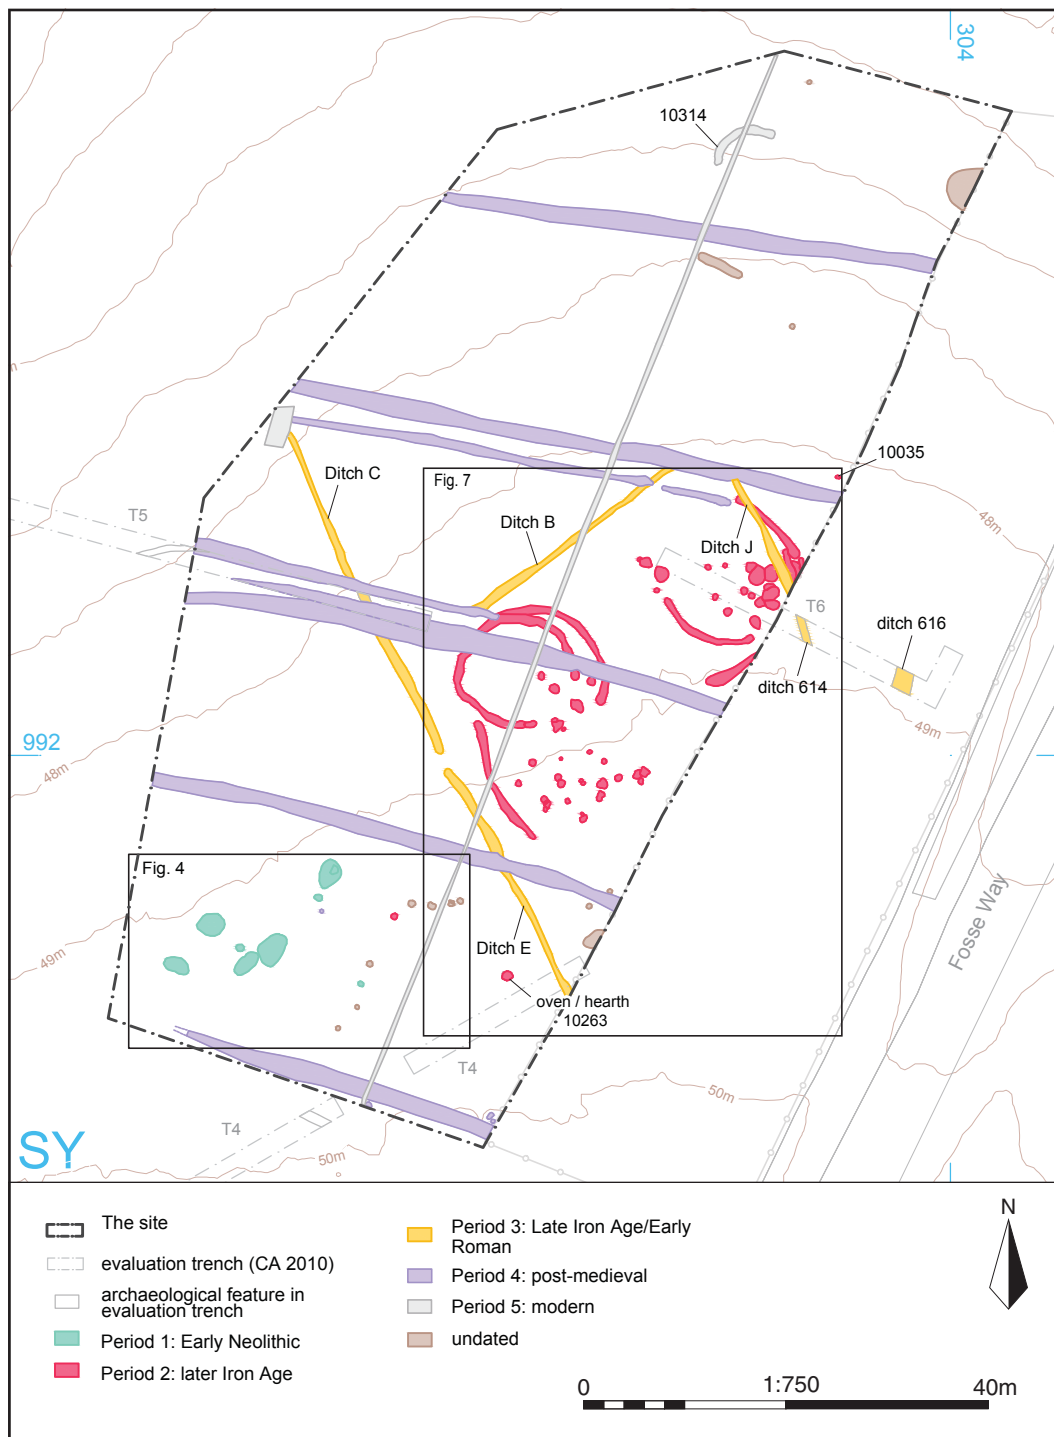 304
10314
10035
Ditch C
Fig. 7
T5
Ditch B
48m
Ditch J
T6
ditch 616
ditch 614
49m
992
48m
Fig. 4
Fosse Way
49m
Ditch E
oven / hearth
10263
T4
50m
T4
SY
50m
The site
evaluation trench (CA 2010)
archaeological feature in
evaluation trench
Period 1: Early Neolithic
Period 2: later Iron Age
Period 3: Late Iron Age/Early
Roman
Period 4: post-medieval
Period 5: modern
undated
N
0
1:750
40m